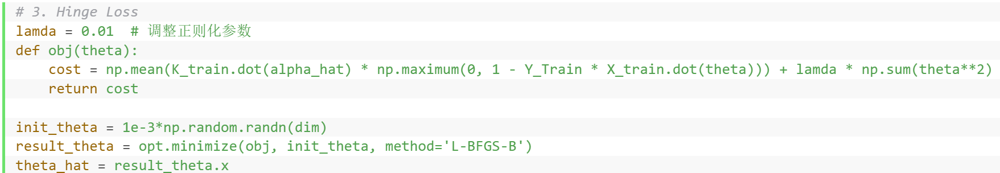 # 3. Hinge Loss
lamda = 0.01  # 调整正则化参数
def obj(theta):
    cost = np.mean(K_train.dot(alpha_hat) * np.maximum(0, 1 - Y_Train * X_train.dot(theta))) + lamda * np.sum(theta**2)
    return cost

init_theta = 1e-3*np.random.randn(dim)
result_theta = opt.minimize(obj, init_theta, method='L-BFGS-B')
theta_hat = result_theta.x